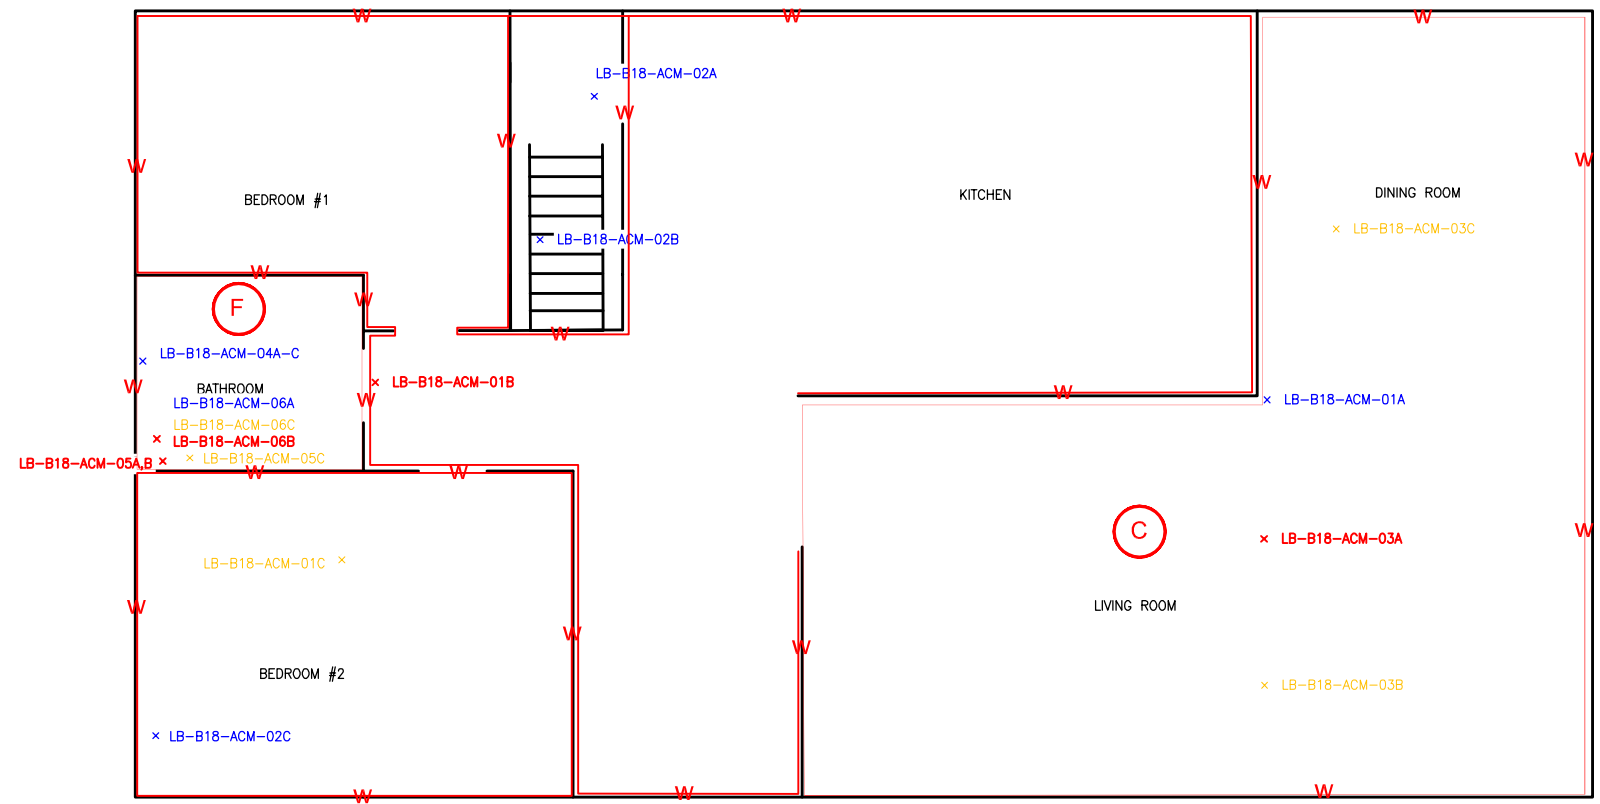 W W W
LB-B18-ACM-02A
W
W
W
W
W
BEDROOM #1
KITCHEN
DINING ROOM
LB-B18-ACM-03C
LB-B18-ACM-02B
W
W
F
W
LB-B18-ACM-04A-C
LB-B18-ACM-01B
W
BATHROOM
W
W
LB-B18-ACM-01A
LB-B18-ACM-06A
LB-B18-ACM-06C
LB-B18-ACM-06B
LB-B18-ACM-05A,B
LB-B18-ACM-05C
W
W
C
W
LB-B18-ACM-03A
LB-B18-ACM-01C
W
LIVING ROOM
W
W
BEDROOM #2
LB-B18-ACM-03B
LB-B18-ACM-02C
W
W
W